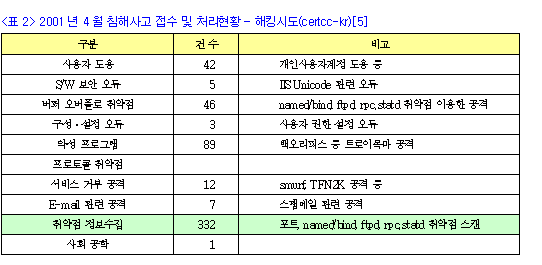 <표 2> 2001년 4월 침해사고 접수 및 처리현황 - 해킹시도(certcc-kr)[5]
구분 건 수 비고
사용자 도용 42 개인사용자계정 도용 등
S/W 보안 오류 5 IIS Unicode 관련 오류
버퍼 오버플로 취약점 46 named/bind, ftpd, rpc.statd 취약점 이용한 공격
구성·설정 오류 3 사용자 권한 설정 오류
악성 프로그램 89 백오리피스 등 트로이목마 공격
프로토콜 취약점
서비스 거부 공격 12 smurf, TFN2K 공격 등
E-mail 관련 공격 7 스팸메일 관련 공격
취약점 정보수집 332 포트, named/bind, ftpd, rpc.statd 취약점 스캔
사회 공학 1